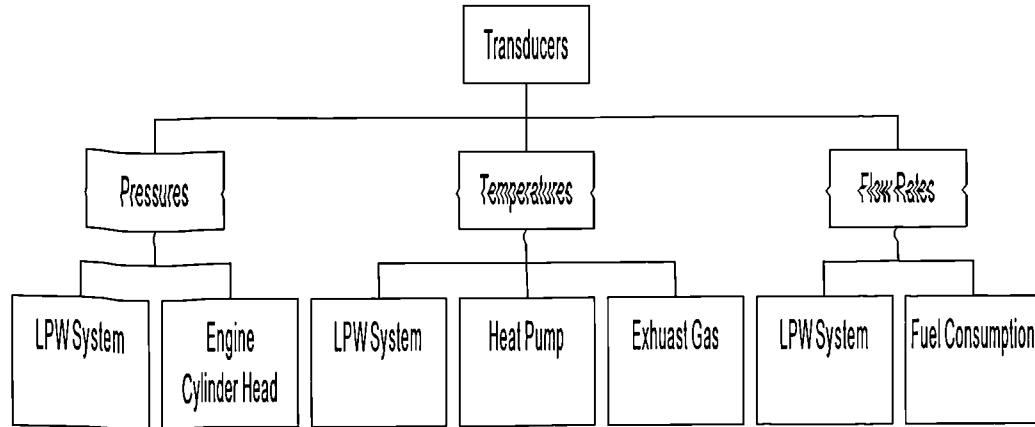 Transducers
Pressures
Temperatures
Flow Rates
LPW System
Engine
Cylinder Head
LPW System
Heat Pump
Exhuast Gas
LPW System
Fuel Consumption